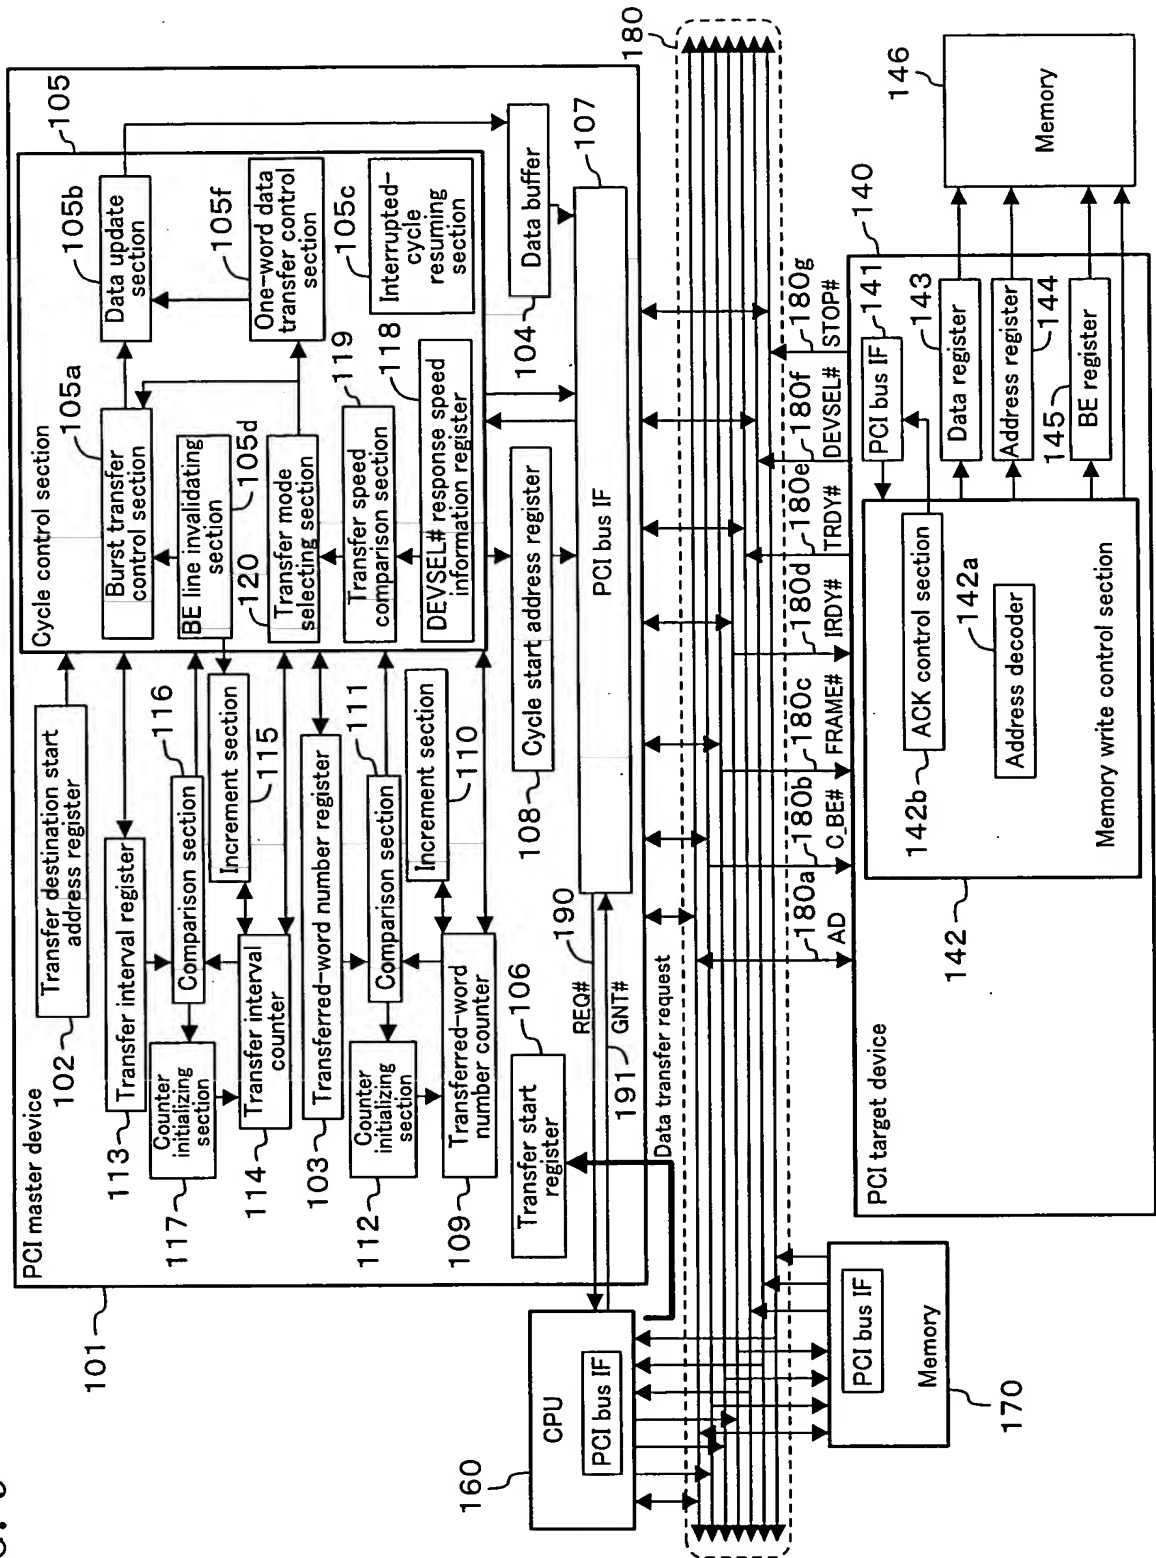 PCI master device
101
Transfer destination start
address register
102
Transfer interval register
113
Comparison section
116
Counter
initializing
section
117
Increment section
115
Transfer interval
counter
114
Transferred-word number register
103
Comparison section
111
Counter
initializing
section
112
Increment section
110
Transferred-word
number counter
109
Transfer start
register
106
Cycle control section
105
Burst transfer
control section
105a
Data update
section
105b
BE line invalidating
section
105d
One-word data
transfer control
section
105f
Transfer mode
selecting section
120
Interrupted-
cycle
resuming
section
105c
Transfer speed
comparison section
119
DEVSEL# response speed
information register
118
Cycle start address register
108
Data buffer
104
PCI bus IF
107
REQ#
190
GNT#
191
Data transfer request
CPU
PCI bus IF
160
180
AD
180a
C_BE#
180b
FRAME#
180c
IRDY#
180d
TRDY#
180e
DEVSEL#
180f
STOP#
180g
PCI bus IF
Memory
170
PCI target device
140
PCI bus IF
141
Memory write control section
142
ACK control section
142b
Address decoder
142a
Data register
143
Address register
144
BE register
145
Memory
146